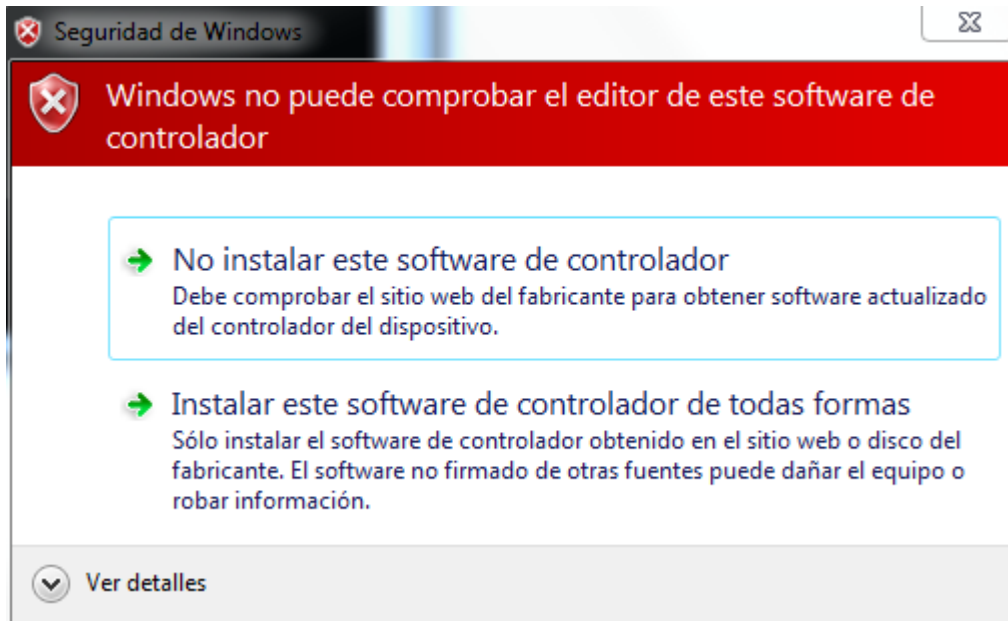 Seguridad de Windows
Windows no puede comprobar el editor de este software de
controlador
No instalar este software de controlador
Debe comprobar el sitio web del fabricante para obtener software actualizado
del controlador del dispositivo.
Instalar este software de controlador de todas formas
Sólo instalar el software de controlador obtenido en el sitio web o disco del
fabricante. El software no firmado de otras fuentes puede dañar el equipo o
robar información.
Ver detalles